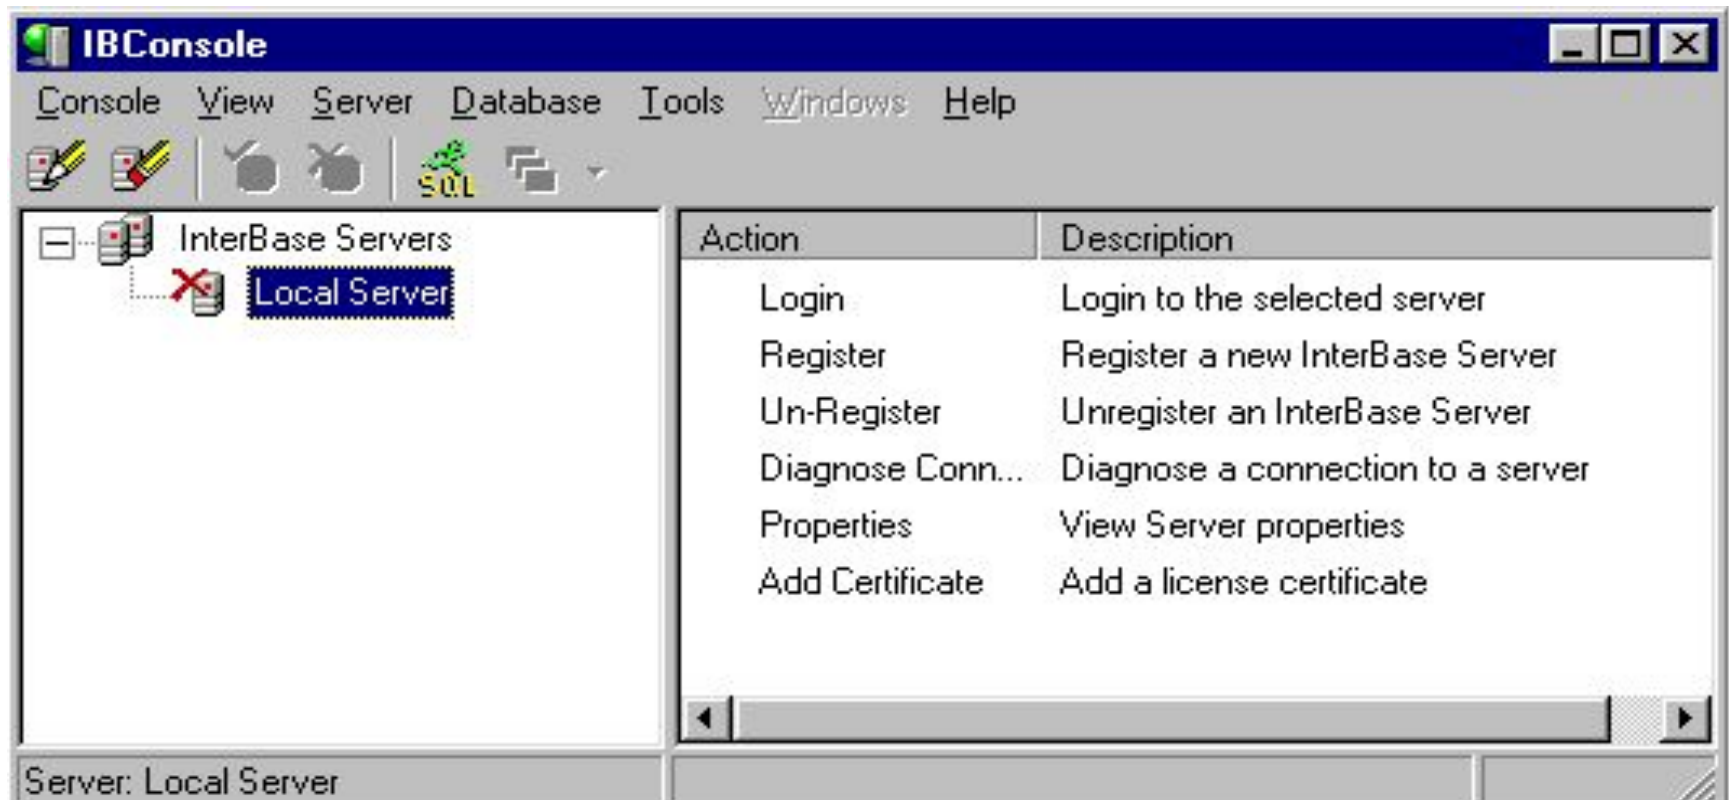 IBConsole
Console View Server Database Tools Windows Help
SQL
InterBase Servers
Local Server
Action Description
Login Login to the selected server
Register Register a new InterBase Server
Un-Register Unregister an InterBase Server
Diagnose Conn... Diagnose a connection to a server
Properties View Server properties
Add Certificate Add a license certificate
Server: Local Server